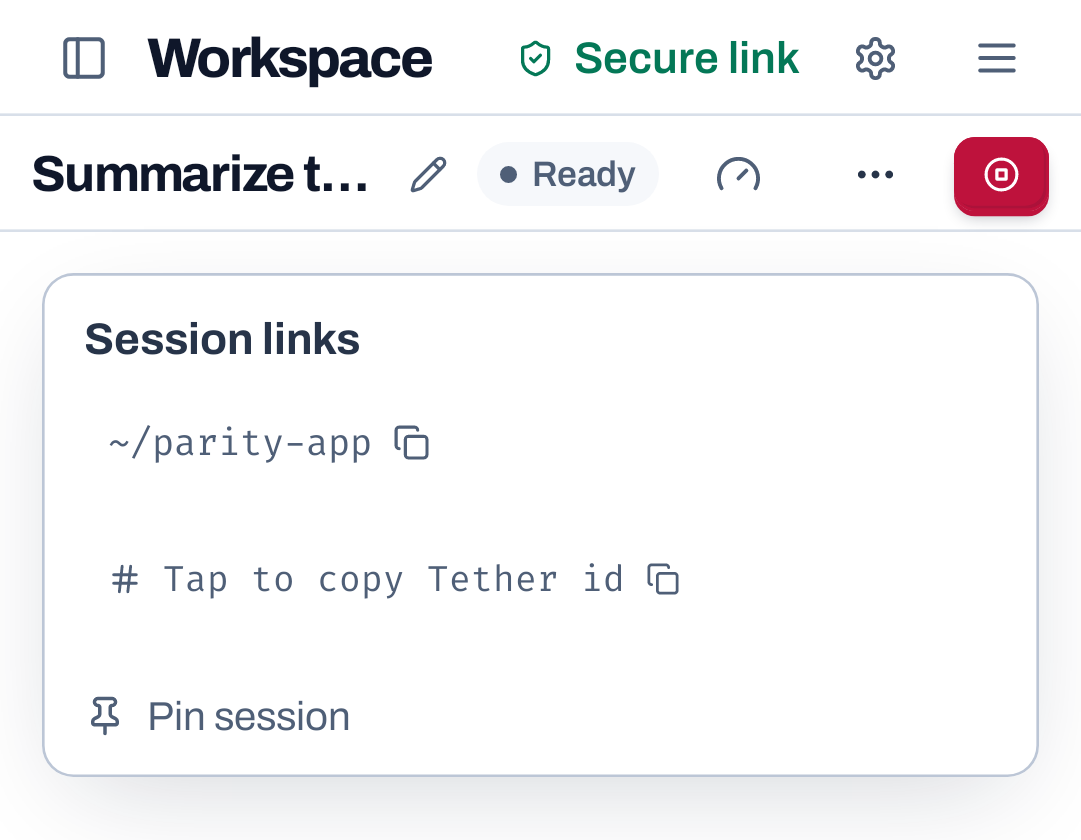 Workspace
Secure link
Summarize t…
Ready
Session links
~/parity-app
# Tap to copy Tether id
Pin session